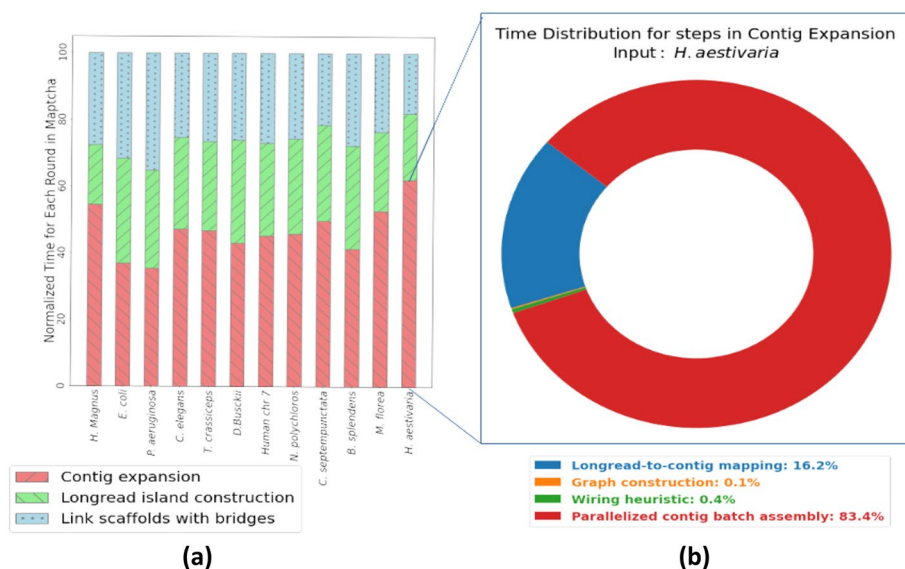 Normalized Time for Each Round in Maptcha
100
80
60
40
20
0
H. Magnus
E. coli
P. aeruginosa
C. elegans
T. crassiceps
D.Busckii
Human chr 7
N. polychloros
C. septempunctata
B. splendens
M. florea
H. aestivaria
Contig expansion
Longread island construction
Link scaffolds with bridges
(a)
Time Distribution for steps in Contig Expansion
Input : H. aestivaria
Longread-to-contig mapping: 16.2%
Graph construction: 0.1%
Wiring heuristic: 0.4%
Parallelized contig batch assembly: 83.4%
(b)